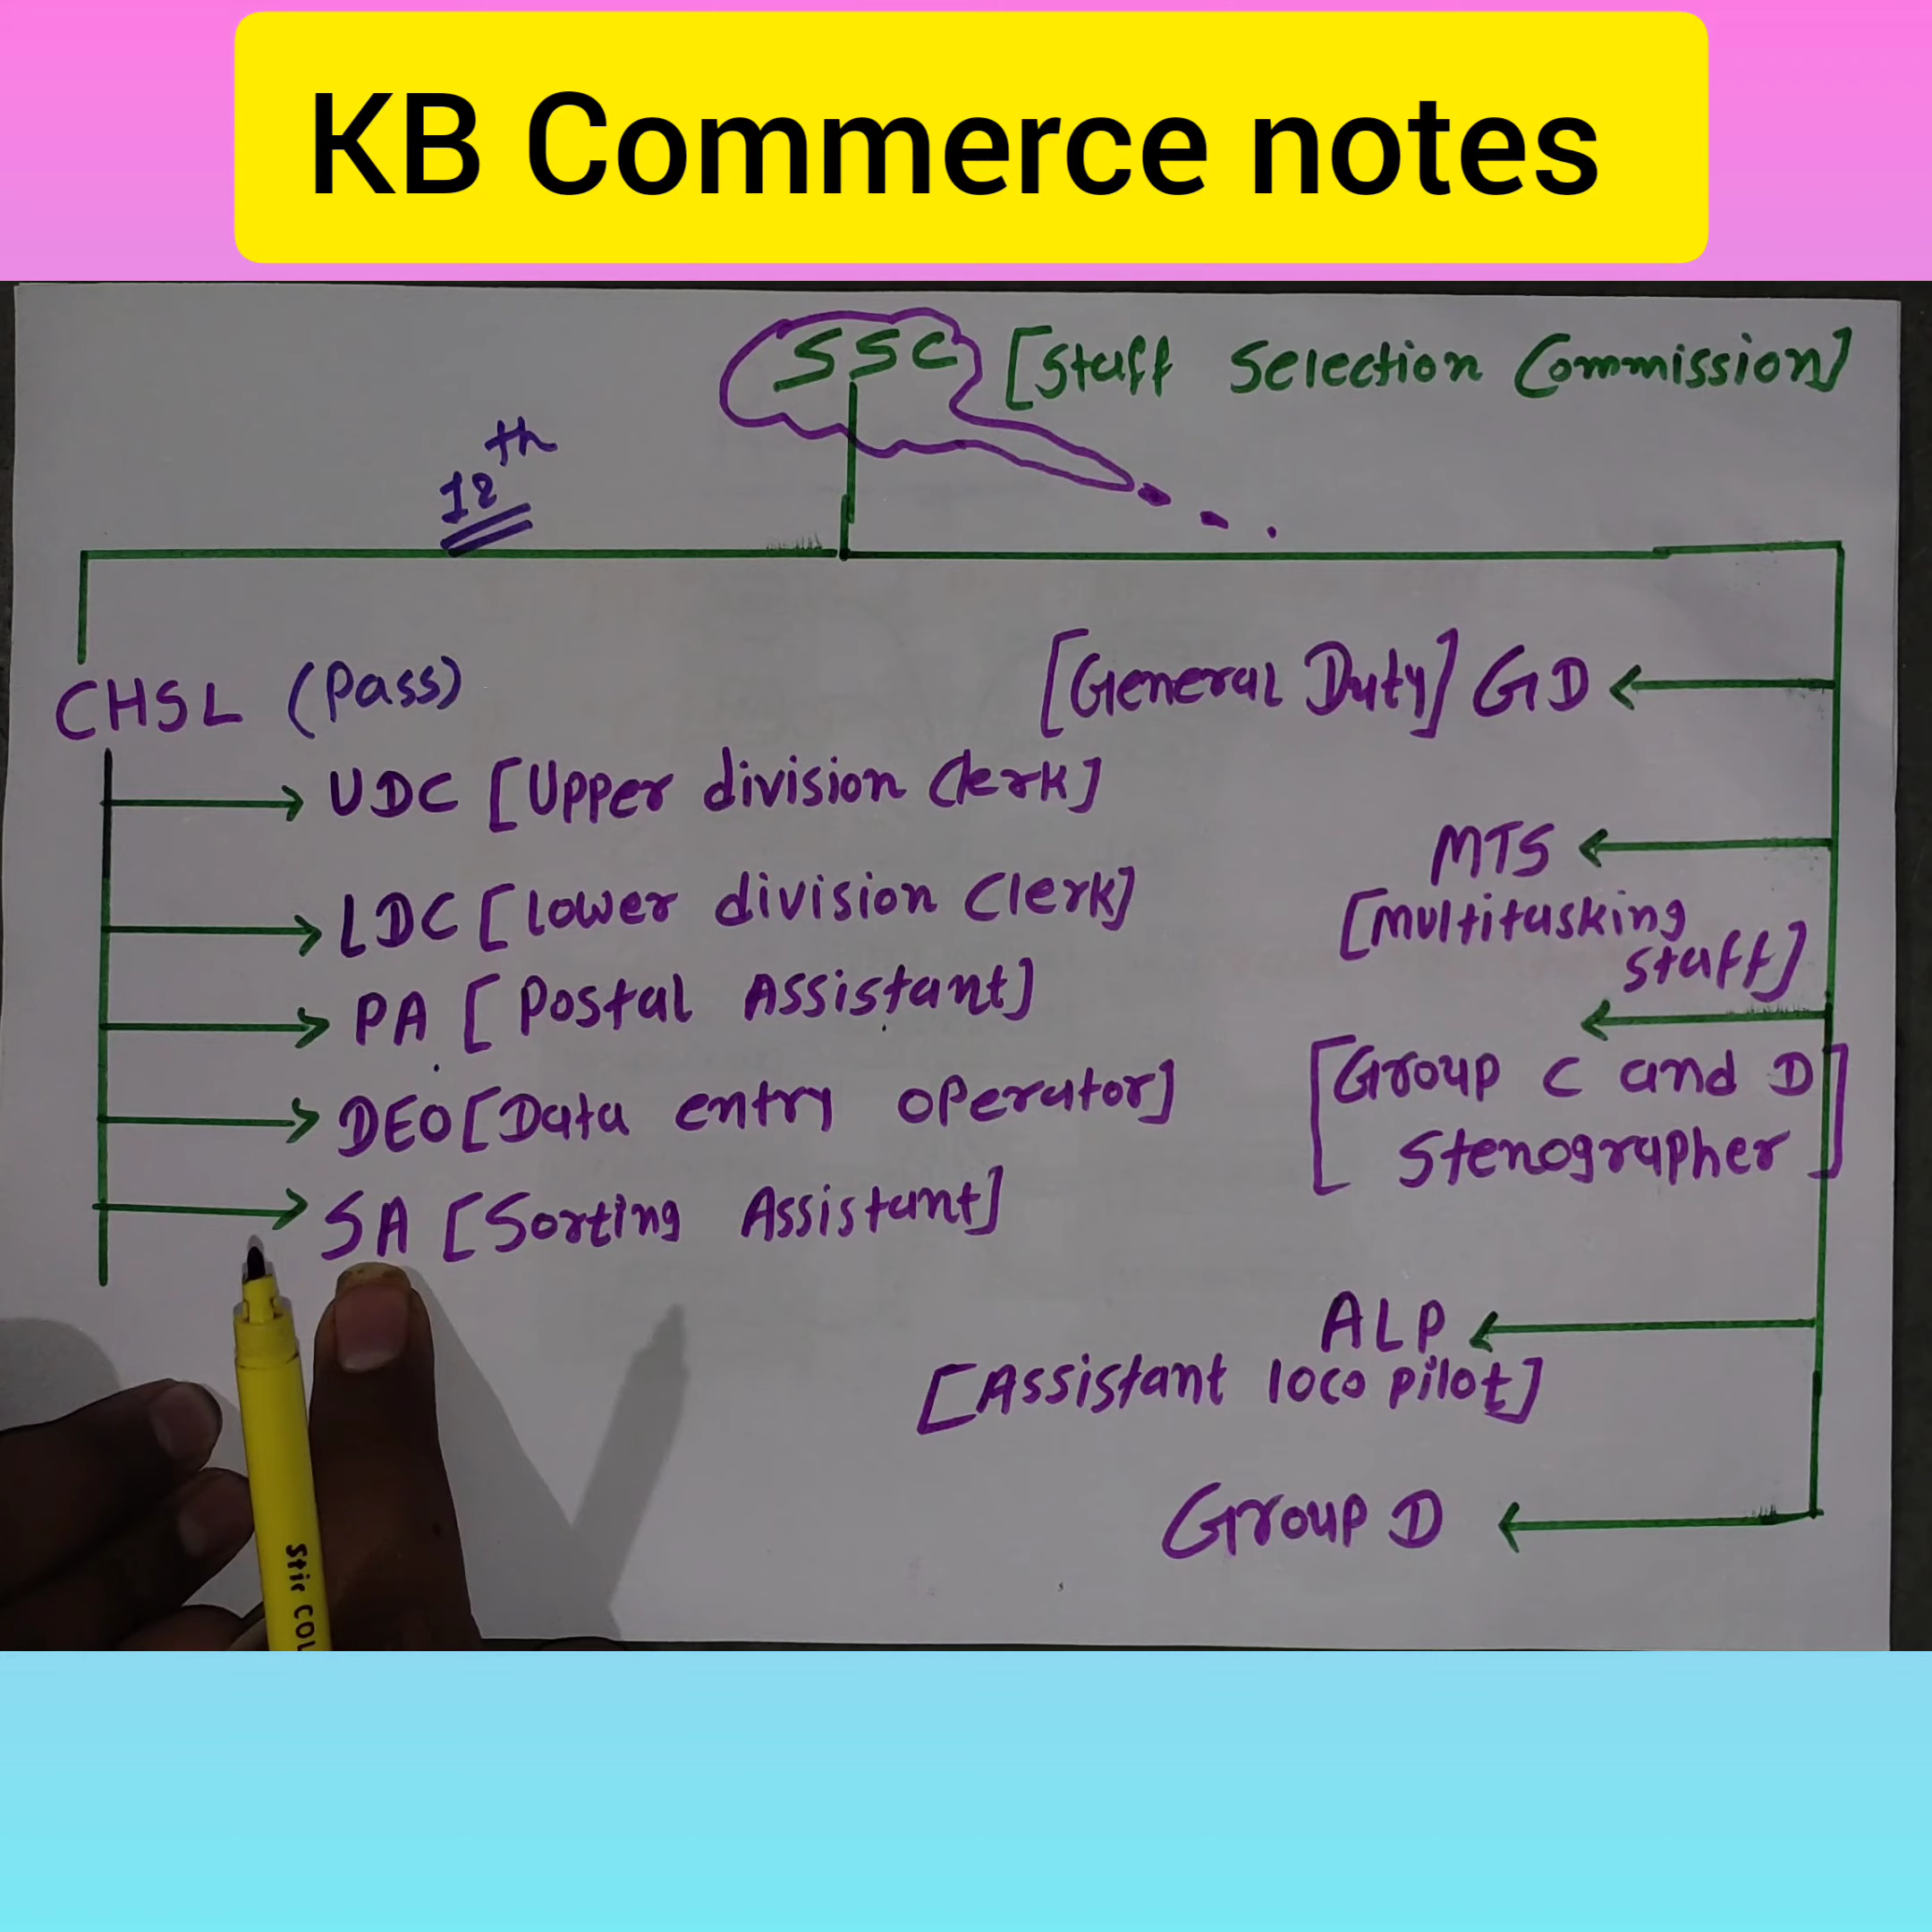 KB Commerce notes
SSC [Staff Selection Commission]
12th
CHSL (Pass)
UDC [Upper division Clerk]
LDC [lower division Clerk]
PA [Postal Assistant]
DEO [Data entry operator]
SA [Sorting Assistant]
[General Duty] GD
MTS
[multitasking
staff]
[Group C and D
Stenographer]
ALP
[Assistant loco pilot]
Group D
Stic COL